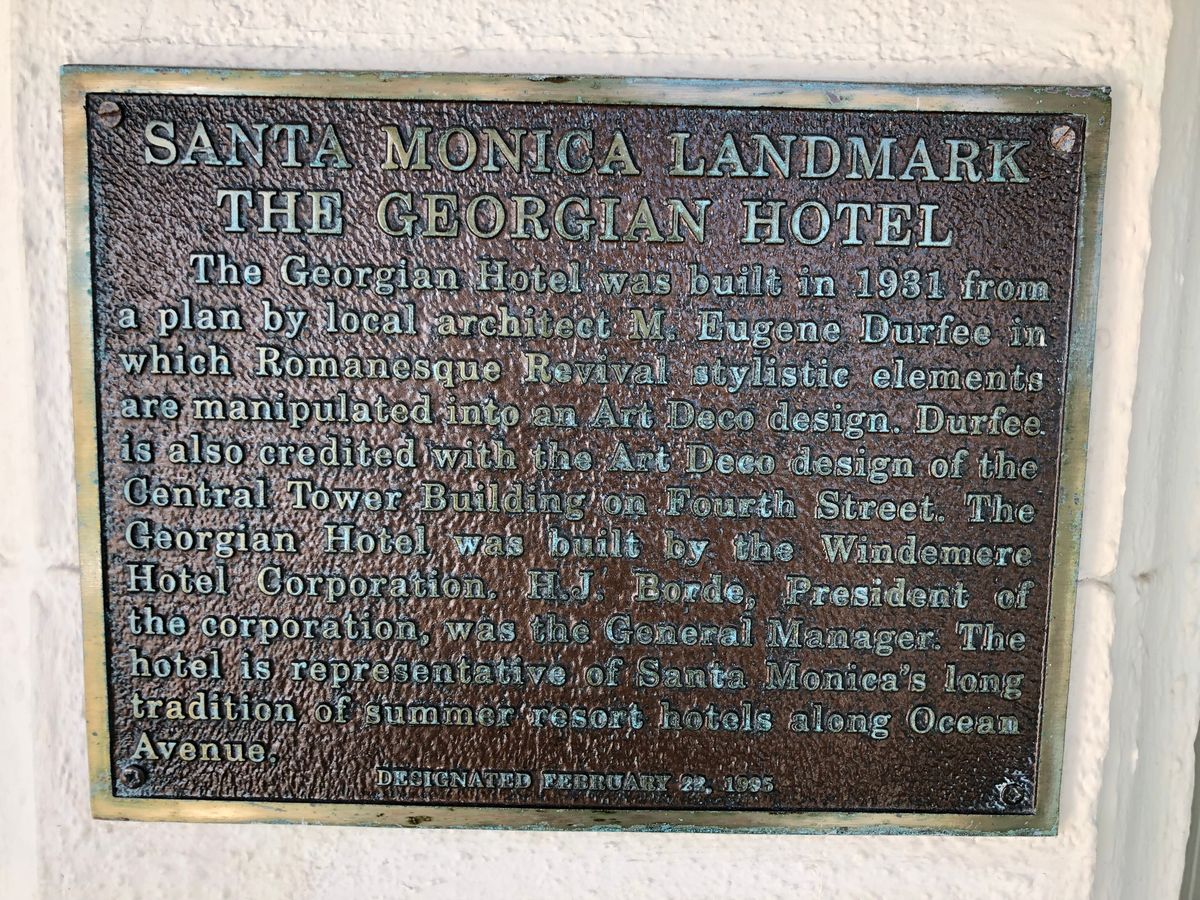 SANTA MONICA LANDMARK
THE GEORGIAN HOTEL
The Georgian Hotel was built in 1931 from
a plan by local architect M. Eugene Durfee in
which Romanesque Revival stylistic elements
are manipulated into an Art Deco design. Durfee
is also credited with the Art Deco design of the
Central Tower Building on Fourth Street. The
Georgian Hotel was built by the Windemere
Hotel Corporation. H.J. Borde, President of
the corporation, was the General Manager. The
hotel is representative of Santa Monica's long
tradition of summer resort hotels along Ocean
Avenue.
DESIGNATED FEBRUARY 22, 1995